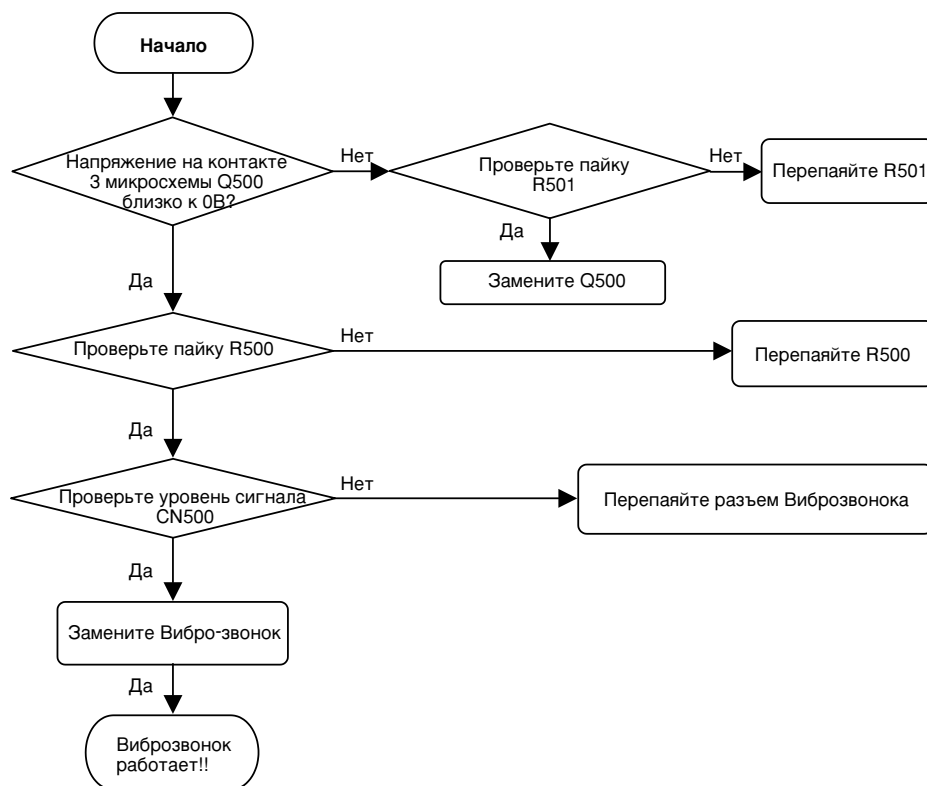 Начало
Напряжение на контакте
3 микросхемы Q500
близко к 0В?
Нет
Проверьте пайку
R501
Нет
Перепаяйте R501
Да
Замените Q500
Да
Проверьте пайку R500
Нет
Перепаяйте R500
Да
Проверьте уровень сигнала
CN500
Нет
Перепаяйте разъем Виброзвонока
Да
Замените Вибро-звонок
Да
Виброзвонок
работает!!